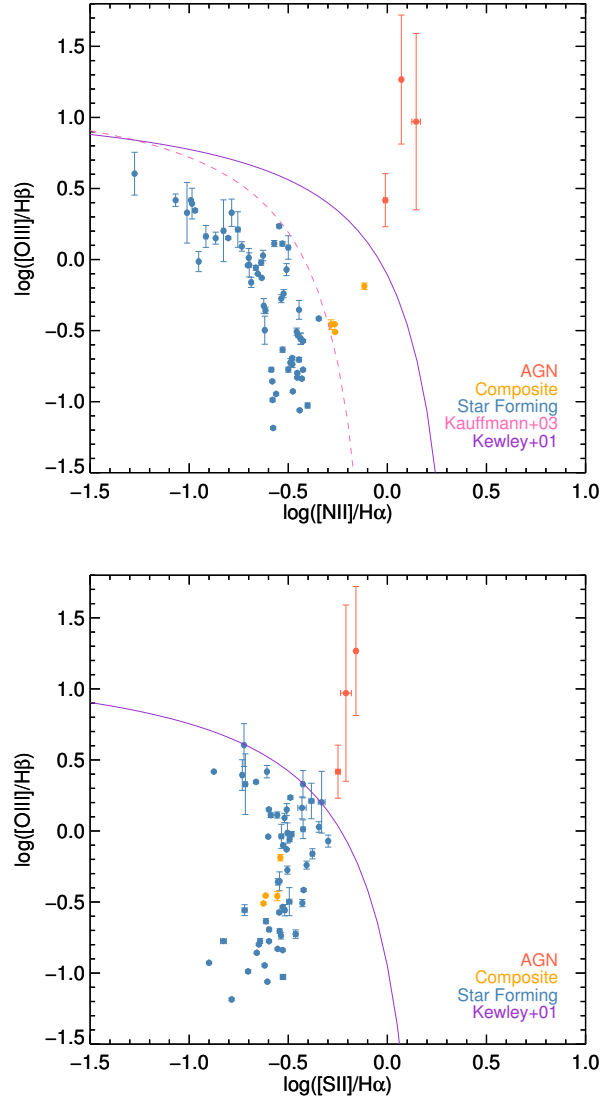 1.5
1.0
0.5
0.0
−0.5
−1.0
−1.5
log([OIII]/Hβ)
AGN
Composite
Star Forming
Kauffmann+03
Kewley+01
−1.5 −1.0 −0.5 0.0 0.5 1.0
log([NII]/Hα)
1.5
1.0
0.5
0.0
−0.5
−1.0
−1.5
log([OIII]/Hβ)
AGN
Composite
Star Forming
Kewley+01
−1.5 −1.0 −0.5 0.0 0.5 1.0
log([SII]/Hα)